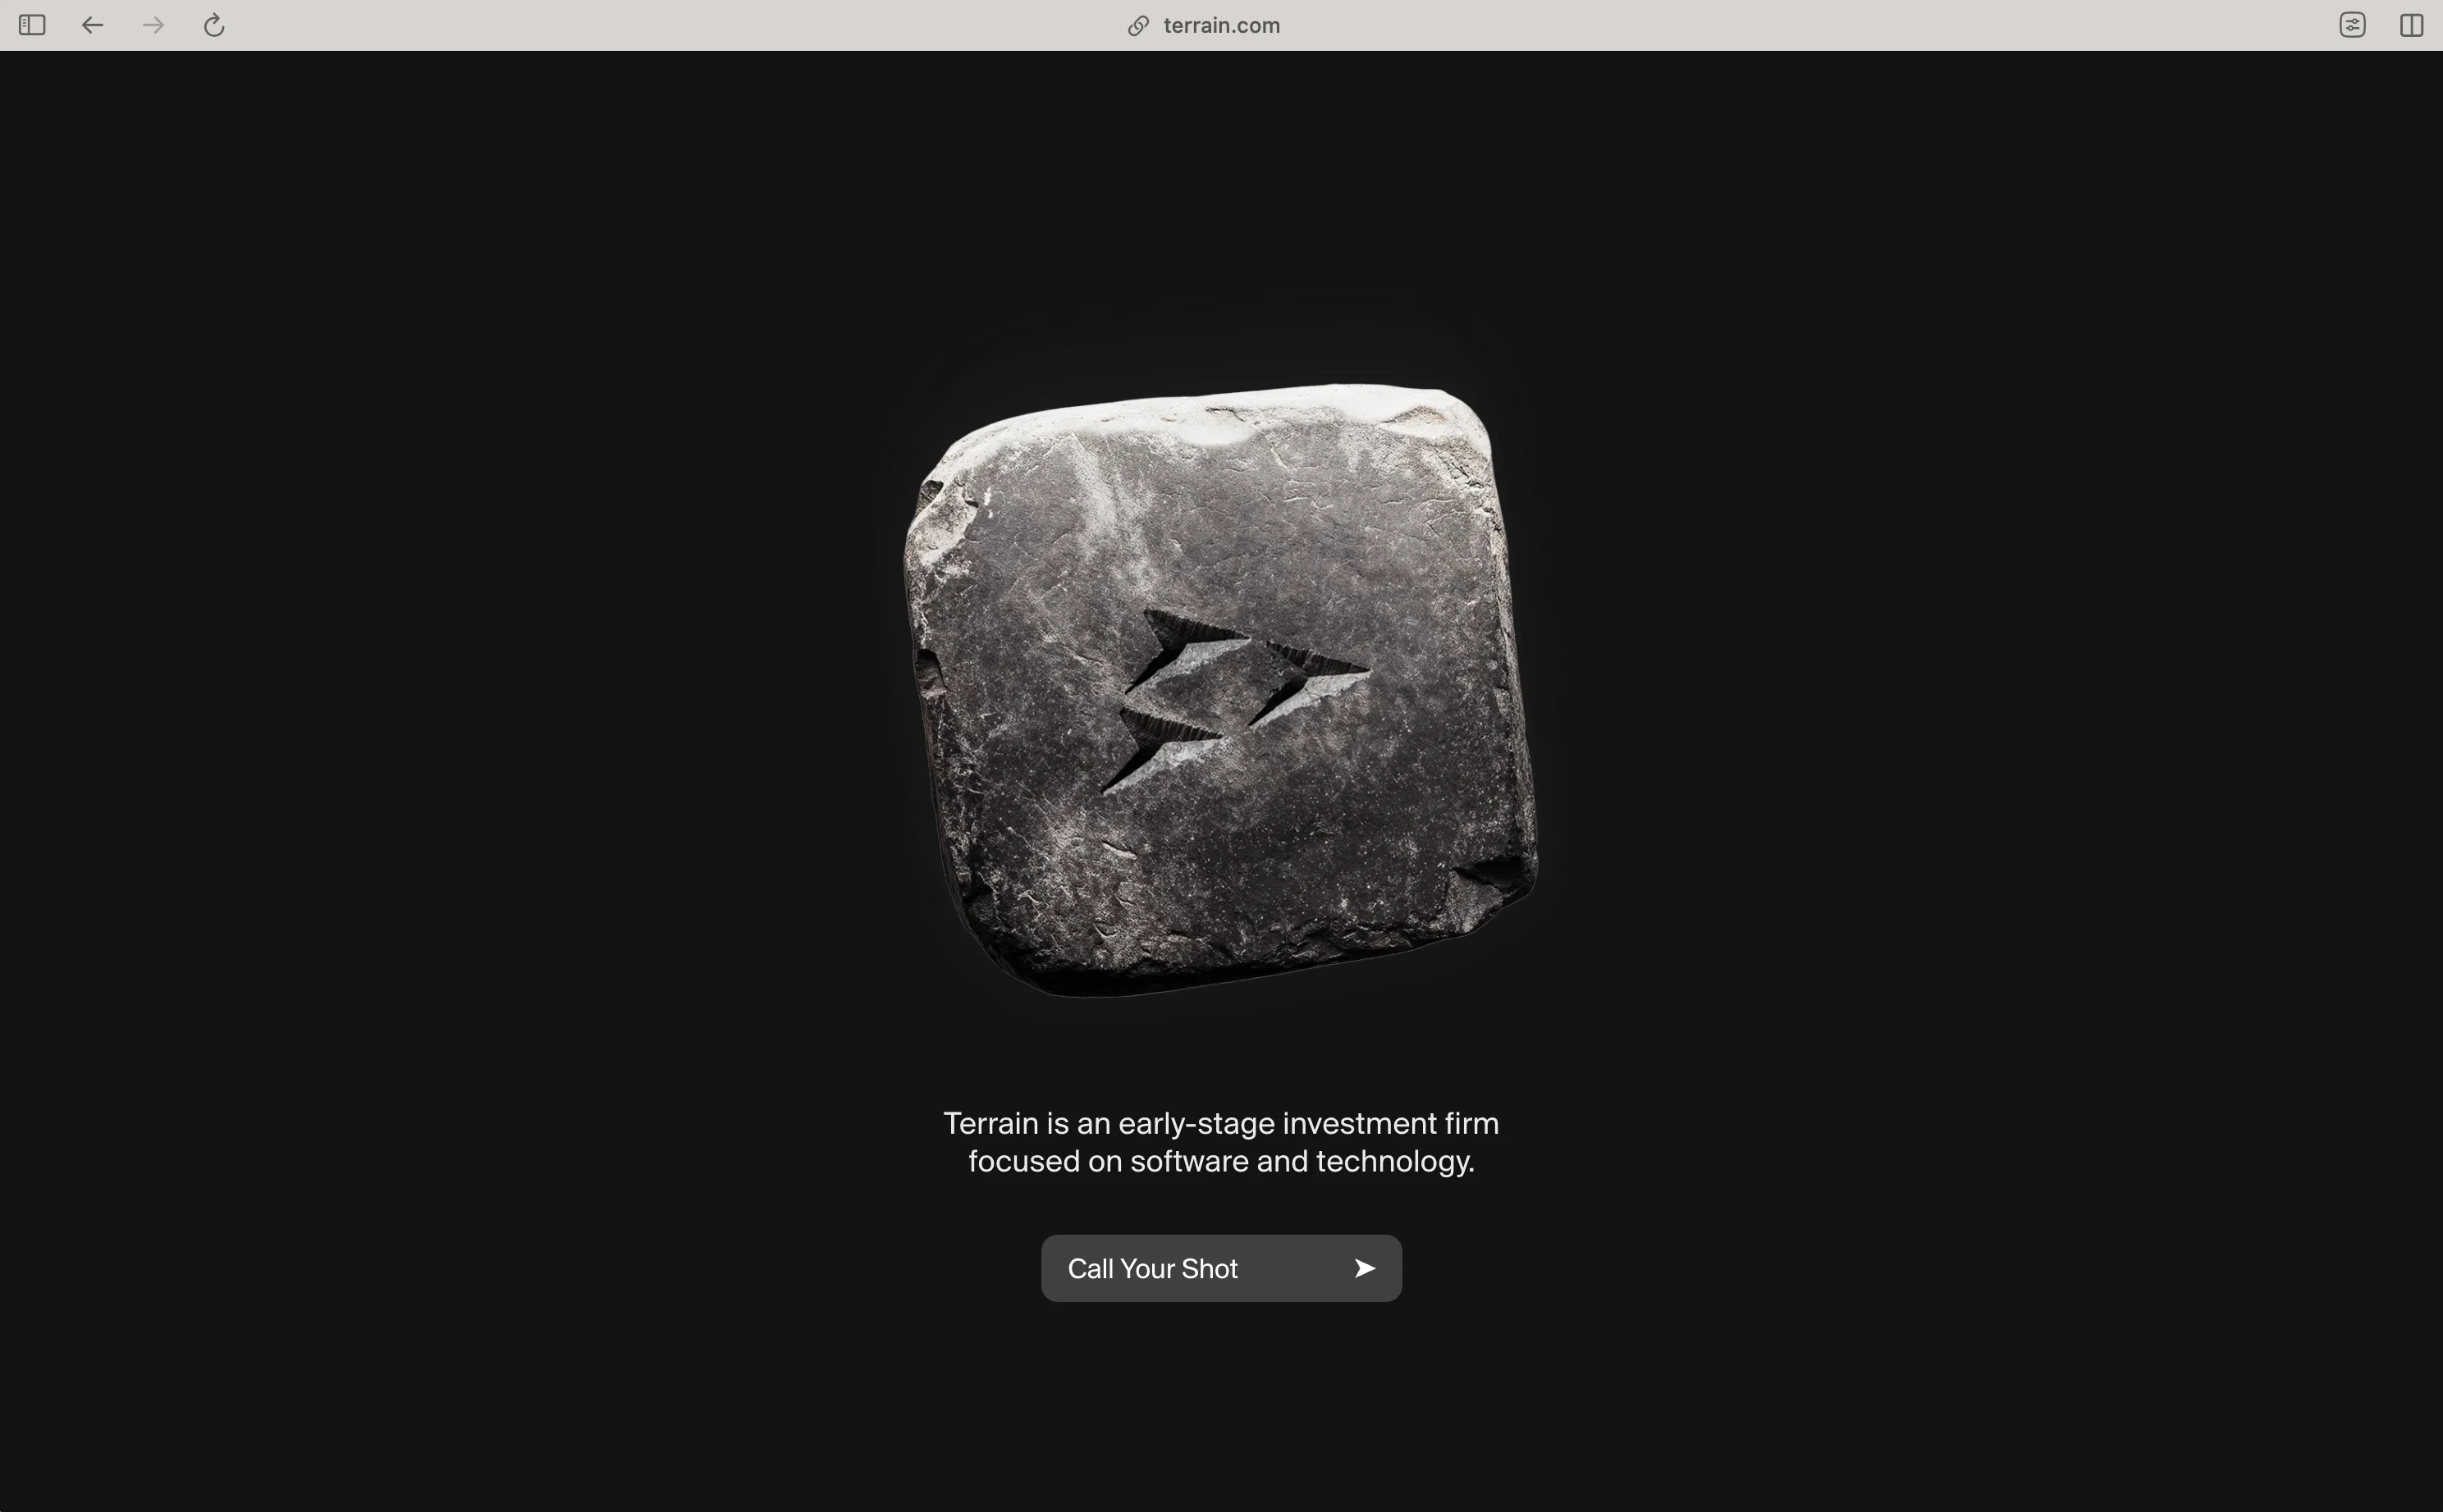 terrain.com
Terrain is an early-stage investment firm
focused on software and technology.
Call Your Shot